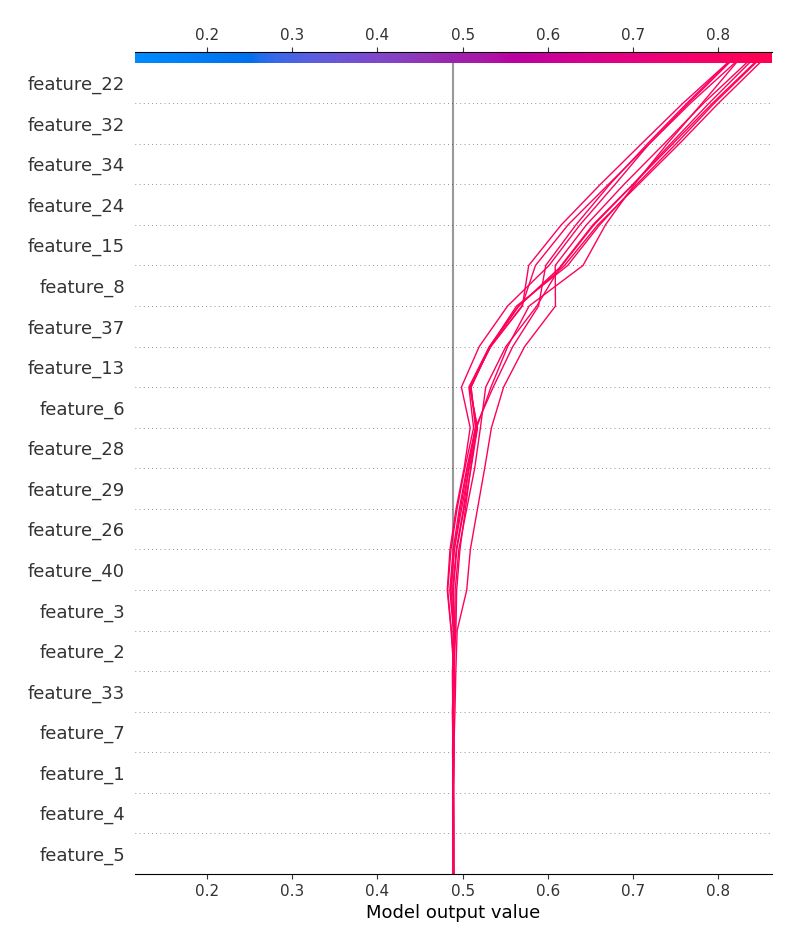 0.2 0.3 0.4 0.5 0.6 0.7 0.8
feature_22
feature_32
feature_34
feature_24
feature_15
feature_8
feature_37
feature_13
feature_6
feature_28
feature_29
feature_26
feature_40
feature_3
feature_2
feature_33
feature_7
feature_1
feature_4
feature_5
0.2 0.3 0.4 0.5 0.6 0.7 0.8
Model output value